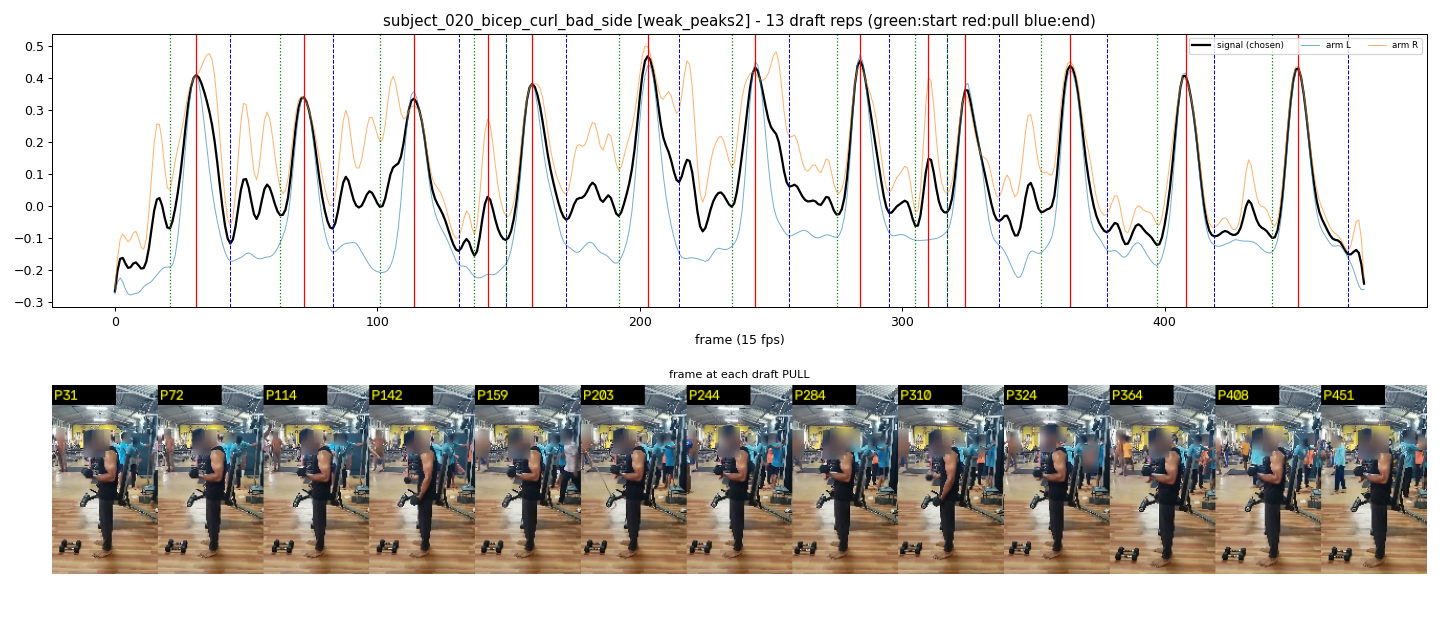 subject_020_bicep_curl_bad_side [weak_peaks2] - 13 draft reps (green:start red:pull blue:end)
signal (chosen) arm L arm R
0.5
0.4
0.3
0.2
0.1
0.0
−0.1
−0.2
−0.3
0 100 200 300 400
frame (15 fps)
frame at each draft PULL
P31 P72 P114 P142 P159 P203 P244 P284 P310 P324 P364 P408 P451